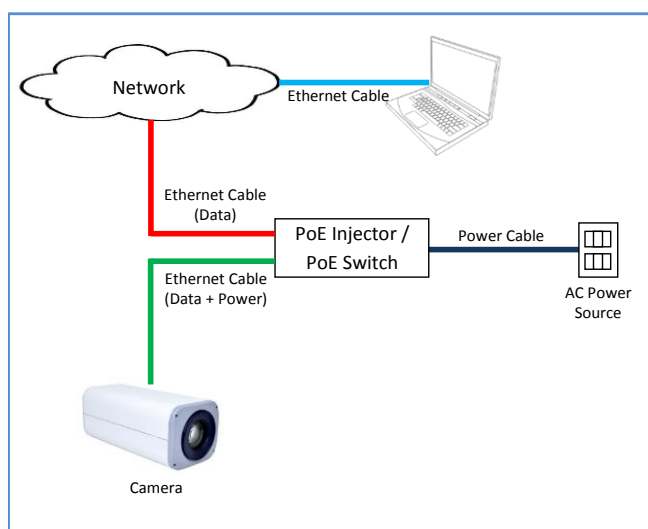 Network
Ethernet Cable
Ethernet Cable
(Data)
PoE Injector /
PoE Switch
Power Cable
Ethernet Cable
(Data + Power)
AC Power
Source
Camera